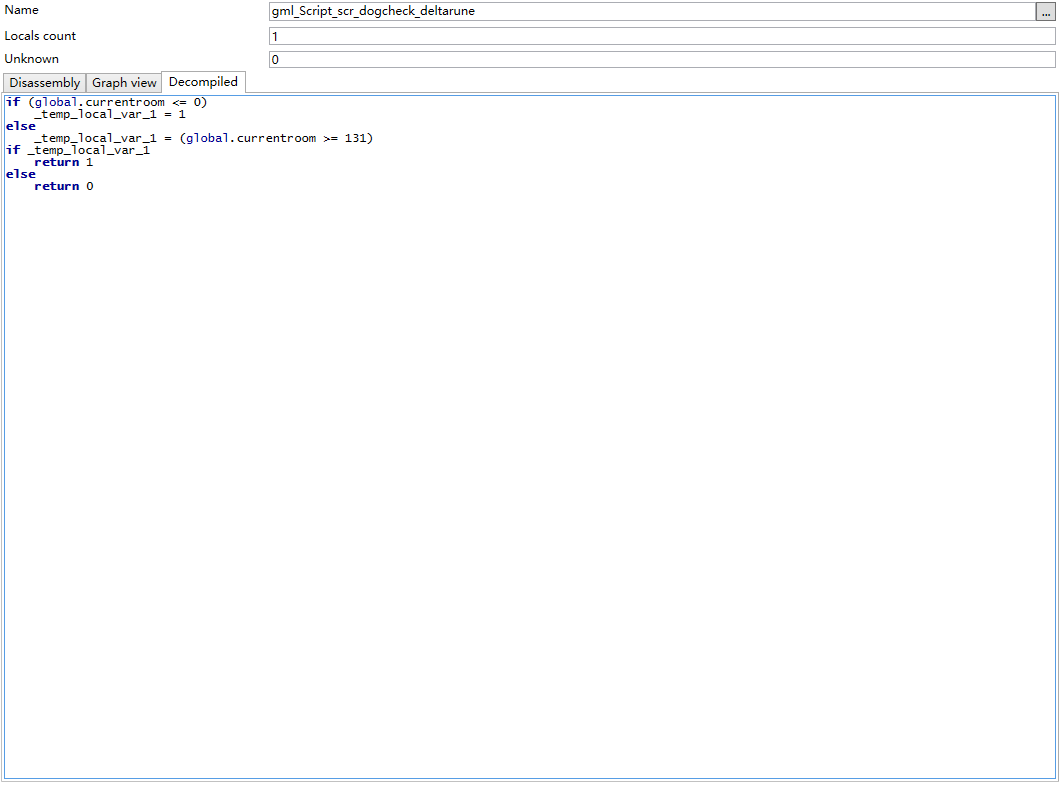 Name gml_Script_scr_dogcheck_deltarune ...
Locals count 1
Unknown 0
Disassembly Graph view Decompiled
if (global.currentroom <= 0)
    _temp_local_var_1 = 1
else
    _temp_local_var_1 = (global.currentroom >= 131)
if _temp_local_var_1
    return 1
else
    return 0